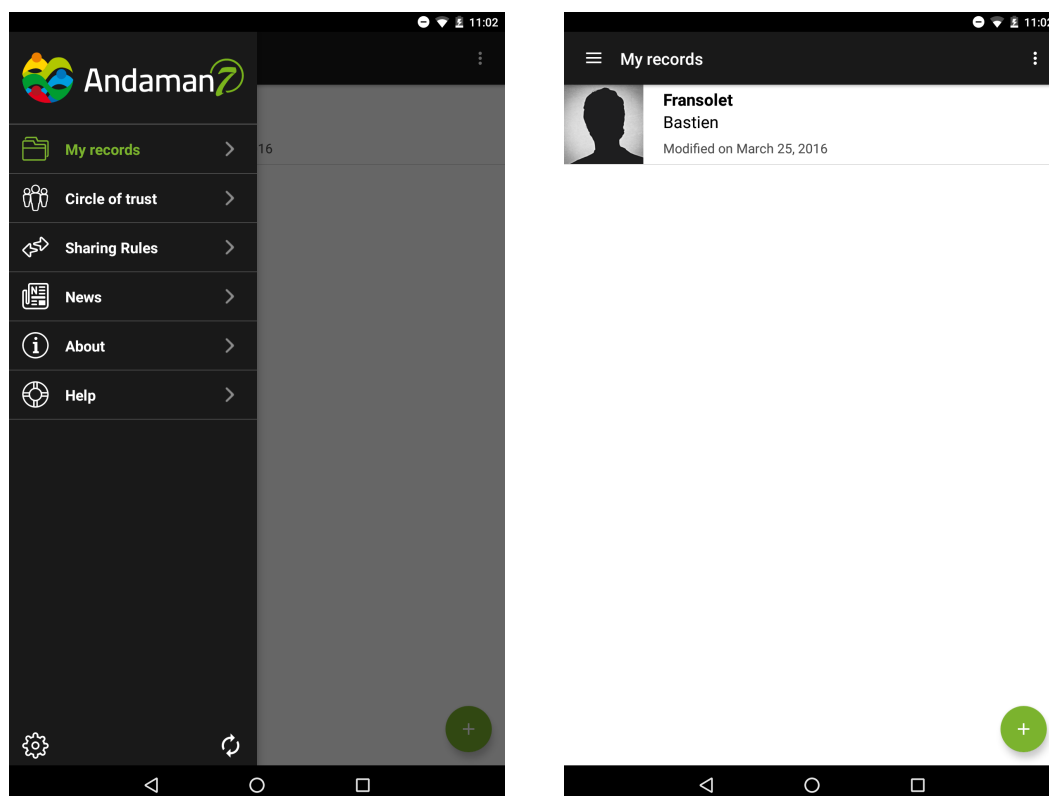 11:02
Andaman7
My records
16
Circle of trust
Sharing Rules
News
About
Help
11:02
My records
Fransolet
Bastien
Modified on March 25, 2016